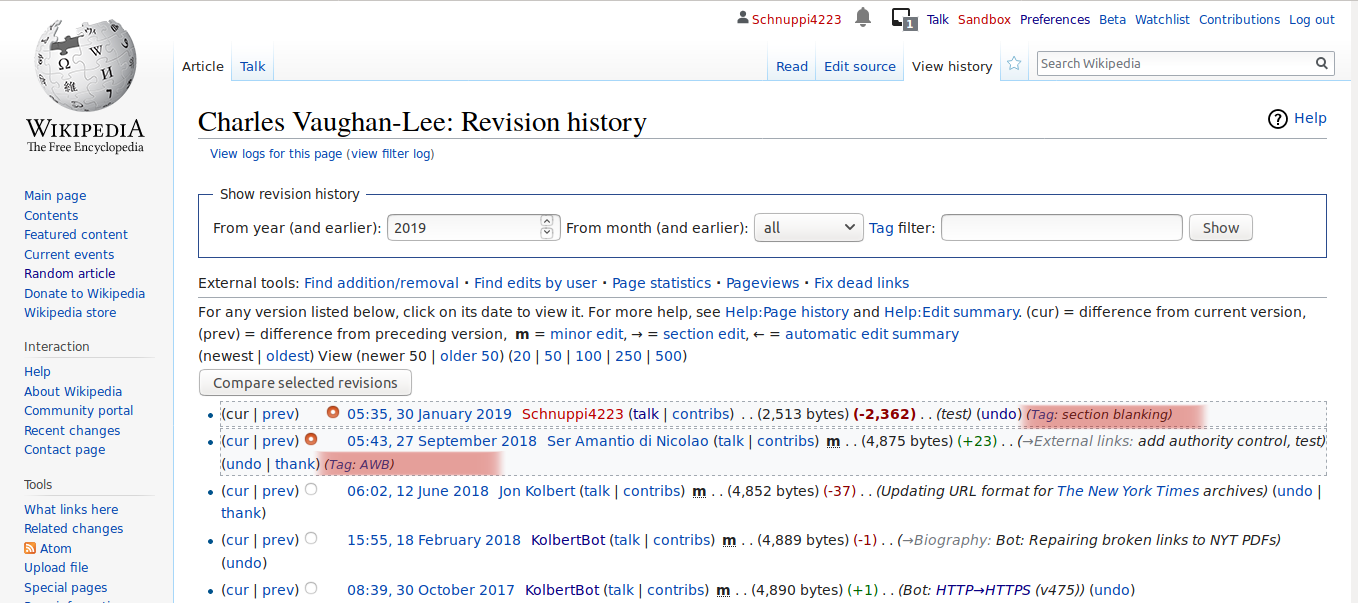 Schnuppi4223 1 Talk Sandbox Preferences Beta Watchlist Contributions Log out
Article Talk Read Edit source View history Search Wikipedia
Ω W И 維
WIKIPEDIA
The Free Encyclopedia
Main page
Contents
Featured content
Current events
Random article
Donate to Wikipedia
Wikipedia store
Interaction
Help
About Wikipedia
Community portal
Recent changes
Contact page
Tools
What links here
Related changes
Atom
Upload file
Special pages
Charles Vaughan-Lee: Revision history
? Help
View logs for this page (view filter log)
Show revision history
From year (and earlier): 2019 From month (and earlier): all Tag filter: Show
External tools: Find addition/removal · Find edits by user · Page statistics · Pageviews · Fix dead links
For any version listed below, click on its date to view it. For more help, see Help:Page history and Help:Edit summary. (cur) = difference from current version,
(prev) = difference from preceding version, m = minor edit, → = section edit, ← = automatic edit summary
(newest | oldest) View (newer 50 | older 50) (20 | 50 | 100 | 250 | 500)
Compare selected revisions
• (cur | prev) 05:35, 30 January 2019 Schnuppi4223 (talk | contribs) . . (2,513 bytes) (-2,362) . . (test) (undo) (Tag: section blanking)
• (cur | prev) 05:43, 27 September 2018 Ser Amantio di Nicolao (talk | contribs) m . . (4,875 bytes) (+23) . . (→External links: add authority control, test)
(undo | thank) (Tag: AWB)
• (cur | prev) 06:02, 12 June 2018 Jon Kolbert (talk | contribs) m . . (4,852 bytes) (-37) . . (Updating URL format for The New York Times archives) (undo |
thank)
• (cur | prev) 15:55, 18 February 2018 KolbertBot (talk | contribs) m . . (4,889 bytes) (-1) . . (→Biography: Bot: Repairing broken links to NYT PDFs)
(undo)
• (cur | prev) 08:39, 30 October 2017 KolbertBot (talk | contribs) m . . (4,890 bytes) (+1) . . (Bot: HTTP→HTTPS (v475)) (undo)